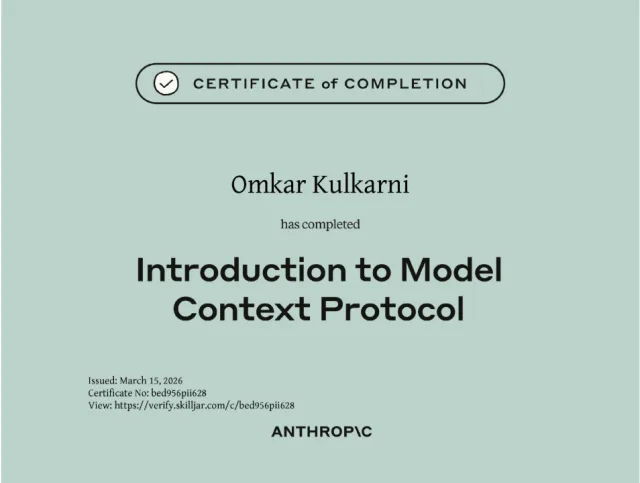 CERTIFICATE of COMPLETION
Omkar Kulkarni
has completed
Introduction to Model
Context Protocol
Issued: March 15, 2026
Certificate No: bed956pii628
View: https://verify.skilljar.com/c/bed956pii628
ANTHROP\C